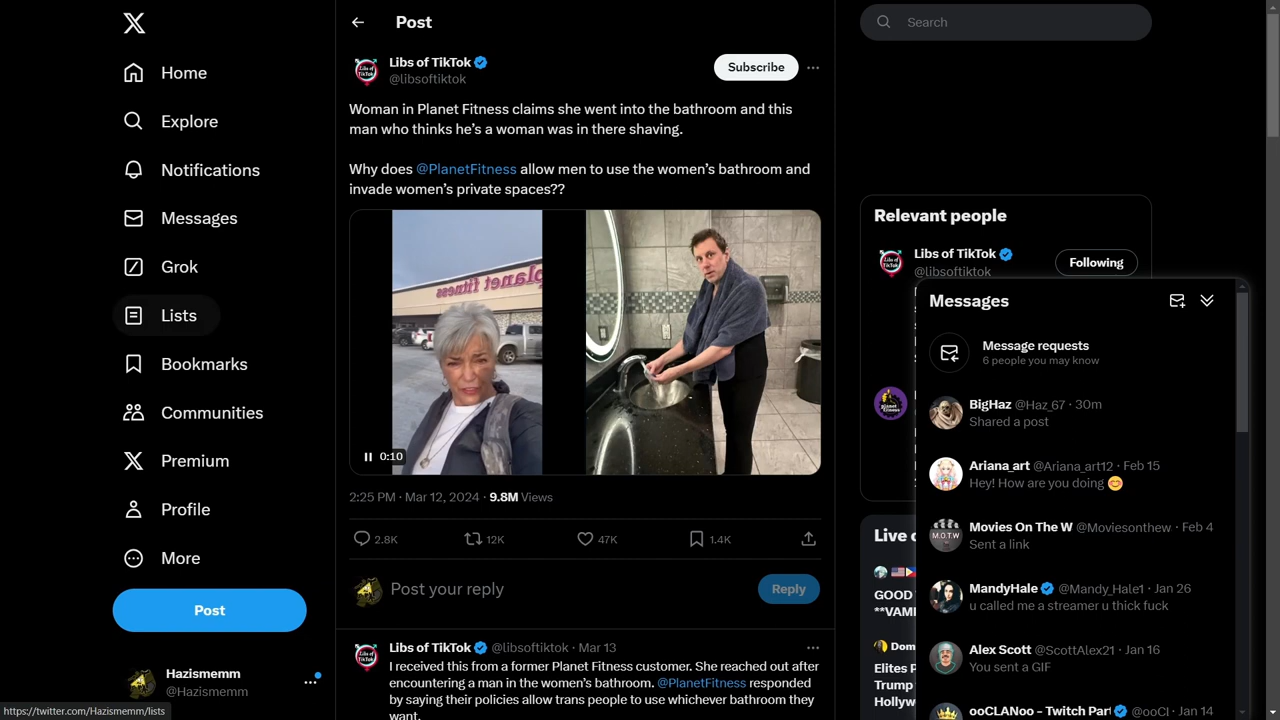 Home
Explore
Notifications
Messages
Grok
Lists
Bookmarks
Communities
Premium
Profile
More
Post
Hazismemm
@Hazismemm
https://twitter.com/Hazismemm/lists
Post
Libs of TikTok
@libsoftiktok
Subscribe
Woman in Planet Fitness claims she went into the bathroom and this
man who thinks he’s a woman was in there shaving.
Why does @PlanetFitness allow men to use the women’s bathroom and
invade women’s private spaces??
planet fitness
0:10
2:25 PM · Mar 12, 2024 · 9.8M Views
2.8K
12K
47K
1.4K
Post your reply
Reply
Libs of TikTok @libsoftiktok · Mar 13
I received this from a former Planet Fitness customer. She reached out after
encountering a man in the women’s bathroom. @PlanetFitness responded
by saying their policies allow trans people to use whichever bathroom they
want.
Search
Relevant people
Libs of TikTok
@libsoftiktok
Following
Live
GOOD
**VAM
Dom
Elites P
Trump
Hollyw
Messages
Message requests
6 people you may know
BigHaz @Haz_67 · 30m
Shared a post
Ariana_art @Ariana_art12 · Feb 15
Hey! How are you doing 😊
M.O.T.W
Movies On The W @Moviesonthew · Feb 4
Sent a link
MandyHale @Mandy_Hale1 · Jan 26
u called me a streamer u thick fuck
Alex Scott @ScottAlex21 · Jan 16
You sent a GIF
ooCLANoo – Twitch Part @ooCl · Jan 14